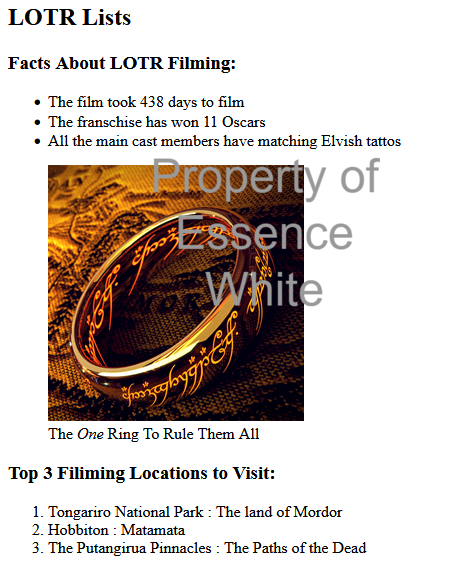 LOTR Lists
Facts About LOTR Filming:
• The film took 438 days to film
• The franschise has won 11 Oscars
• All the main cast members have matching Elvish tattos
Property of
Essence
White
The One Ring To Rule Them All
Top 3 Filiming Locations to Visit:
1. Tongariro National Park : The land of Mordor
2. Hobbiton : Matamata
3. The Putangirua Pinnacles : The Paths of the Dead